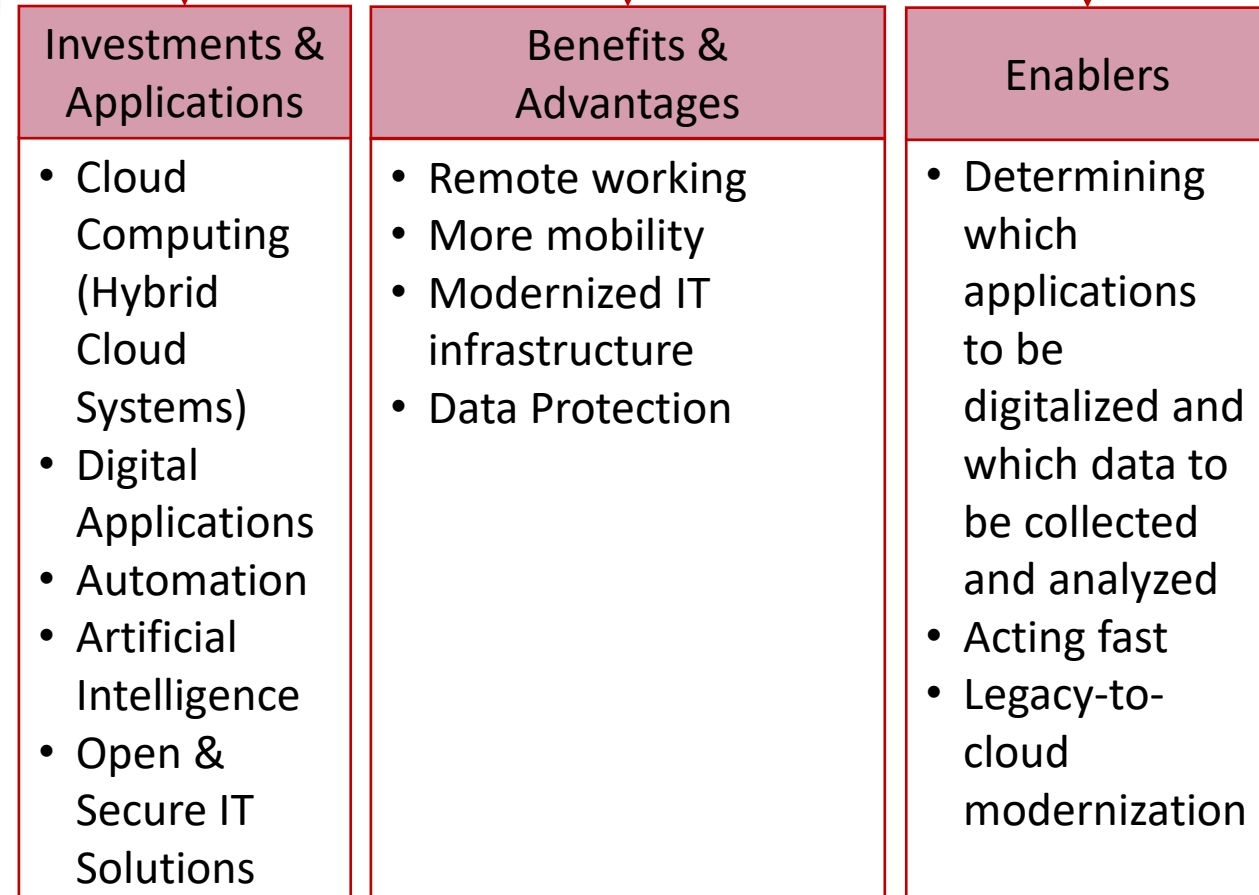 Investments &
Applications
• Cloud
Computing
(Hybrid
Cloud
Systems)
• Digital
Applications
• Automation
• Artificial
Intelligence
• Open &
Secure IT
Solutions
Benefits &
Advantages
• Remote working
• More mobility
• Modernized IT
infrastructure
• Data Protection
Enablers
• Determining
which
applications
to be
digitalized and
which data to
be collected
and analyzed
• Acting fast
• Legacy-to-
cloud
modernization